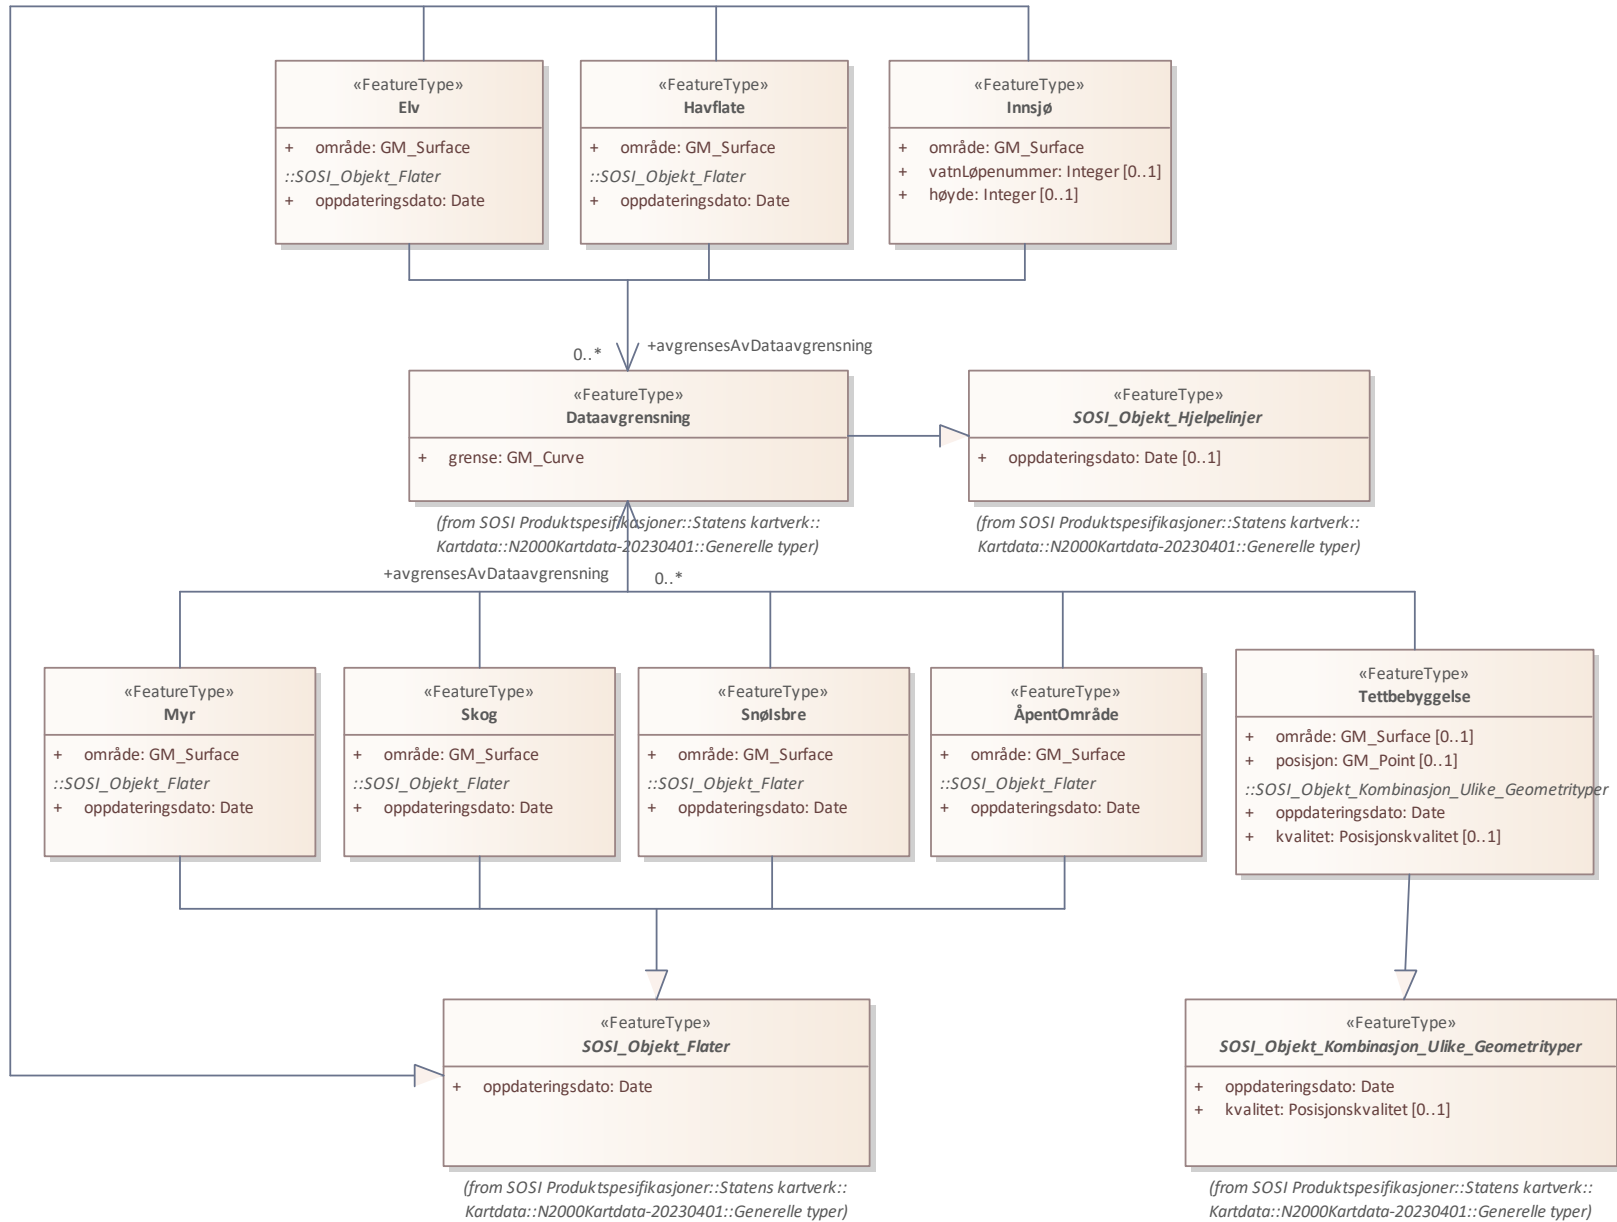 «FeatureType»
Elv
+ område: GM_Surface
::SOSI_Objekt_Flater
+ oppdateringsdato: Date
«FeatureType»
Havflate
+ område: GM_Surface
::SOSI_Objekt_Flater
+ oppdateringsdato: Date
«FeatureType»
Innsjø
+ område: GM_Surface
+ vatnLøpenummer: Integer [0..1]
+ høyde: Integer [0..1]
0..*
+avgrensesAvDataavgrensning
«FeatureType»
Dataavgrensning
+ grense: GM_Curve
(from SOSI Produktspesifikasjoner::Statens kartverk::
Kartdata::N2000Kartdata-20230401::Generelle typer)
«FeatureType»
SOSI_Objekt_Hjelpelinjer
+ oppdateringsdato: Date [0..1]
(from SOSI Produktspesifikasjoner::Statens kartverk::
Kartdata::N2000Kartdata-20230401::Generelle typer)
+avgrensesAvDataavgrensning
0..*
«FeatureType»
Myr
+ område: GM_Surface
::SOSI_Objekt_Flater
+ oppdateringsdato: Date
«FeatureType»
Skog
+ område: GM_Surface
::SOSI_Objekt_Flater
+ oppdateringsdato: Date
«FeatureType»
SnøIsbre
+ område: GM_Surface
::SOSI_Objekt_Flater
+ oppdateringsdato: Date
«FeatureType»
ÅpentOmråde
+ område: GM_Surface
::SOSI_Objekt_Flater
+ oppdateringsdato: Date
«FeatureType»
Tettbebyggelse
+ område: GM_Surface [0..1]
+ posisjon: GM_Point [0..1]
::SOSI_Objekt_Kombinasjon_Ulike_Geometrityper
+ oppdateringsdato: Date
+ kvalitet: Posisjonskvalitet [0..1]
«FeatureType»
SOSI_Objekt_Flater
+ oppdateringsdato: Date
(from SOSI Produktspesifikasjoner::Statens kartverk::
Kartdata::N2000Kartdata-20230401::Generelle typer)
«FeatureType»
SOSI_Objekt_Kombinasjon_Ulike_Geometrityper
+ oppdateringsdato: Date
+ kvalitet: Posisjonskvalitet [0..1]
(from SOSI Produktspesifikasjoner::Statens kartverk::
Kartdata::N2000Kartdata-20230401::Generelle typer)